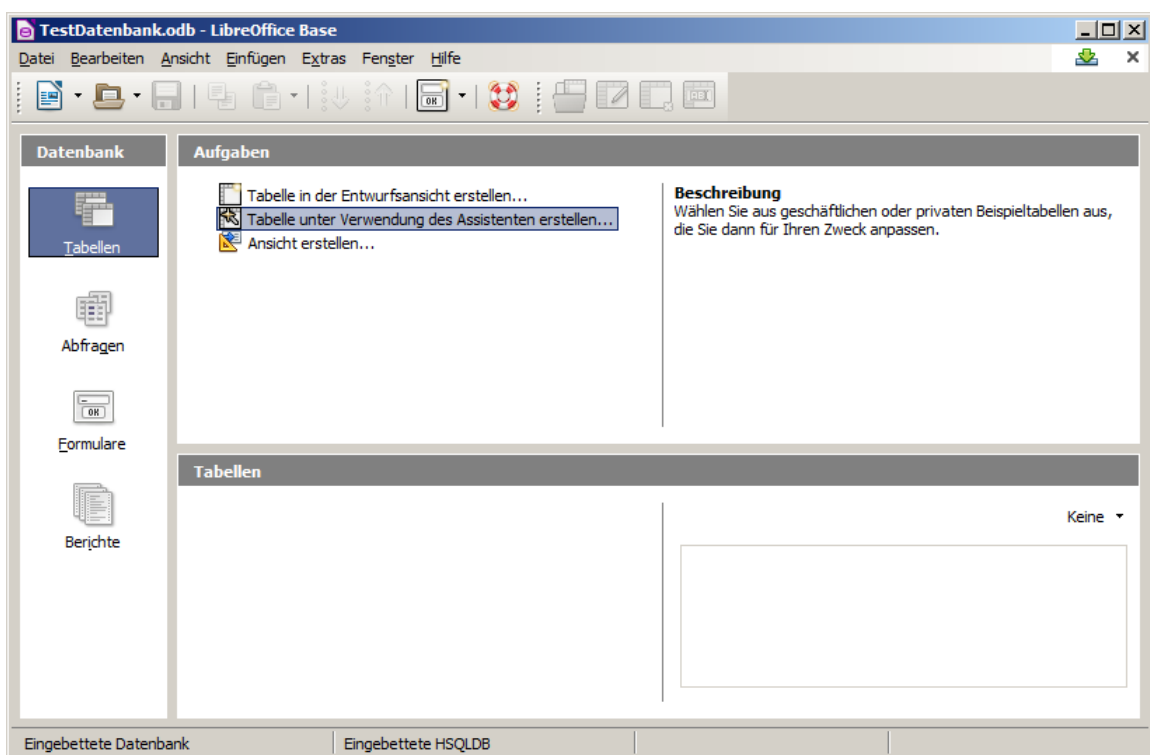 TestDatenbank.odb - LibreOffice Base
Datei Bearbeiten Ansicht Einfügen Extras Fenster Hilfe
Datenbank
Aufgaben
Tabellen
Abfragen
Formulare
Berichte
Tabelle in der Entwurfsansicht erstellen...
Tabelle unter Verwendung des Assistenten erstellen...
Ansicht erstellen...
Beschreibung
Wählen Sie aus geschäftlichen oder privaten Beispieltabellen aus,
die Sie dann für Ihren Zweck anpassen.
Tabellen
Keine
Eingebettete Datenbank
Eingebettete HSQLDB